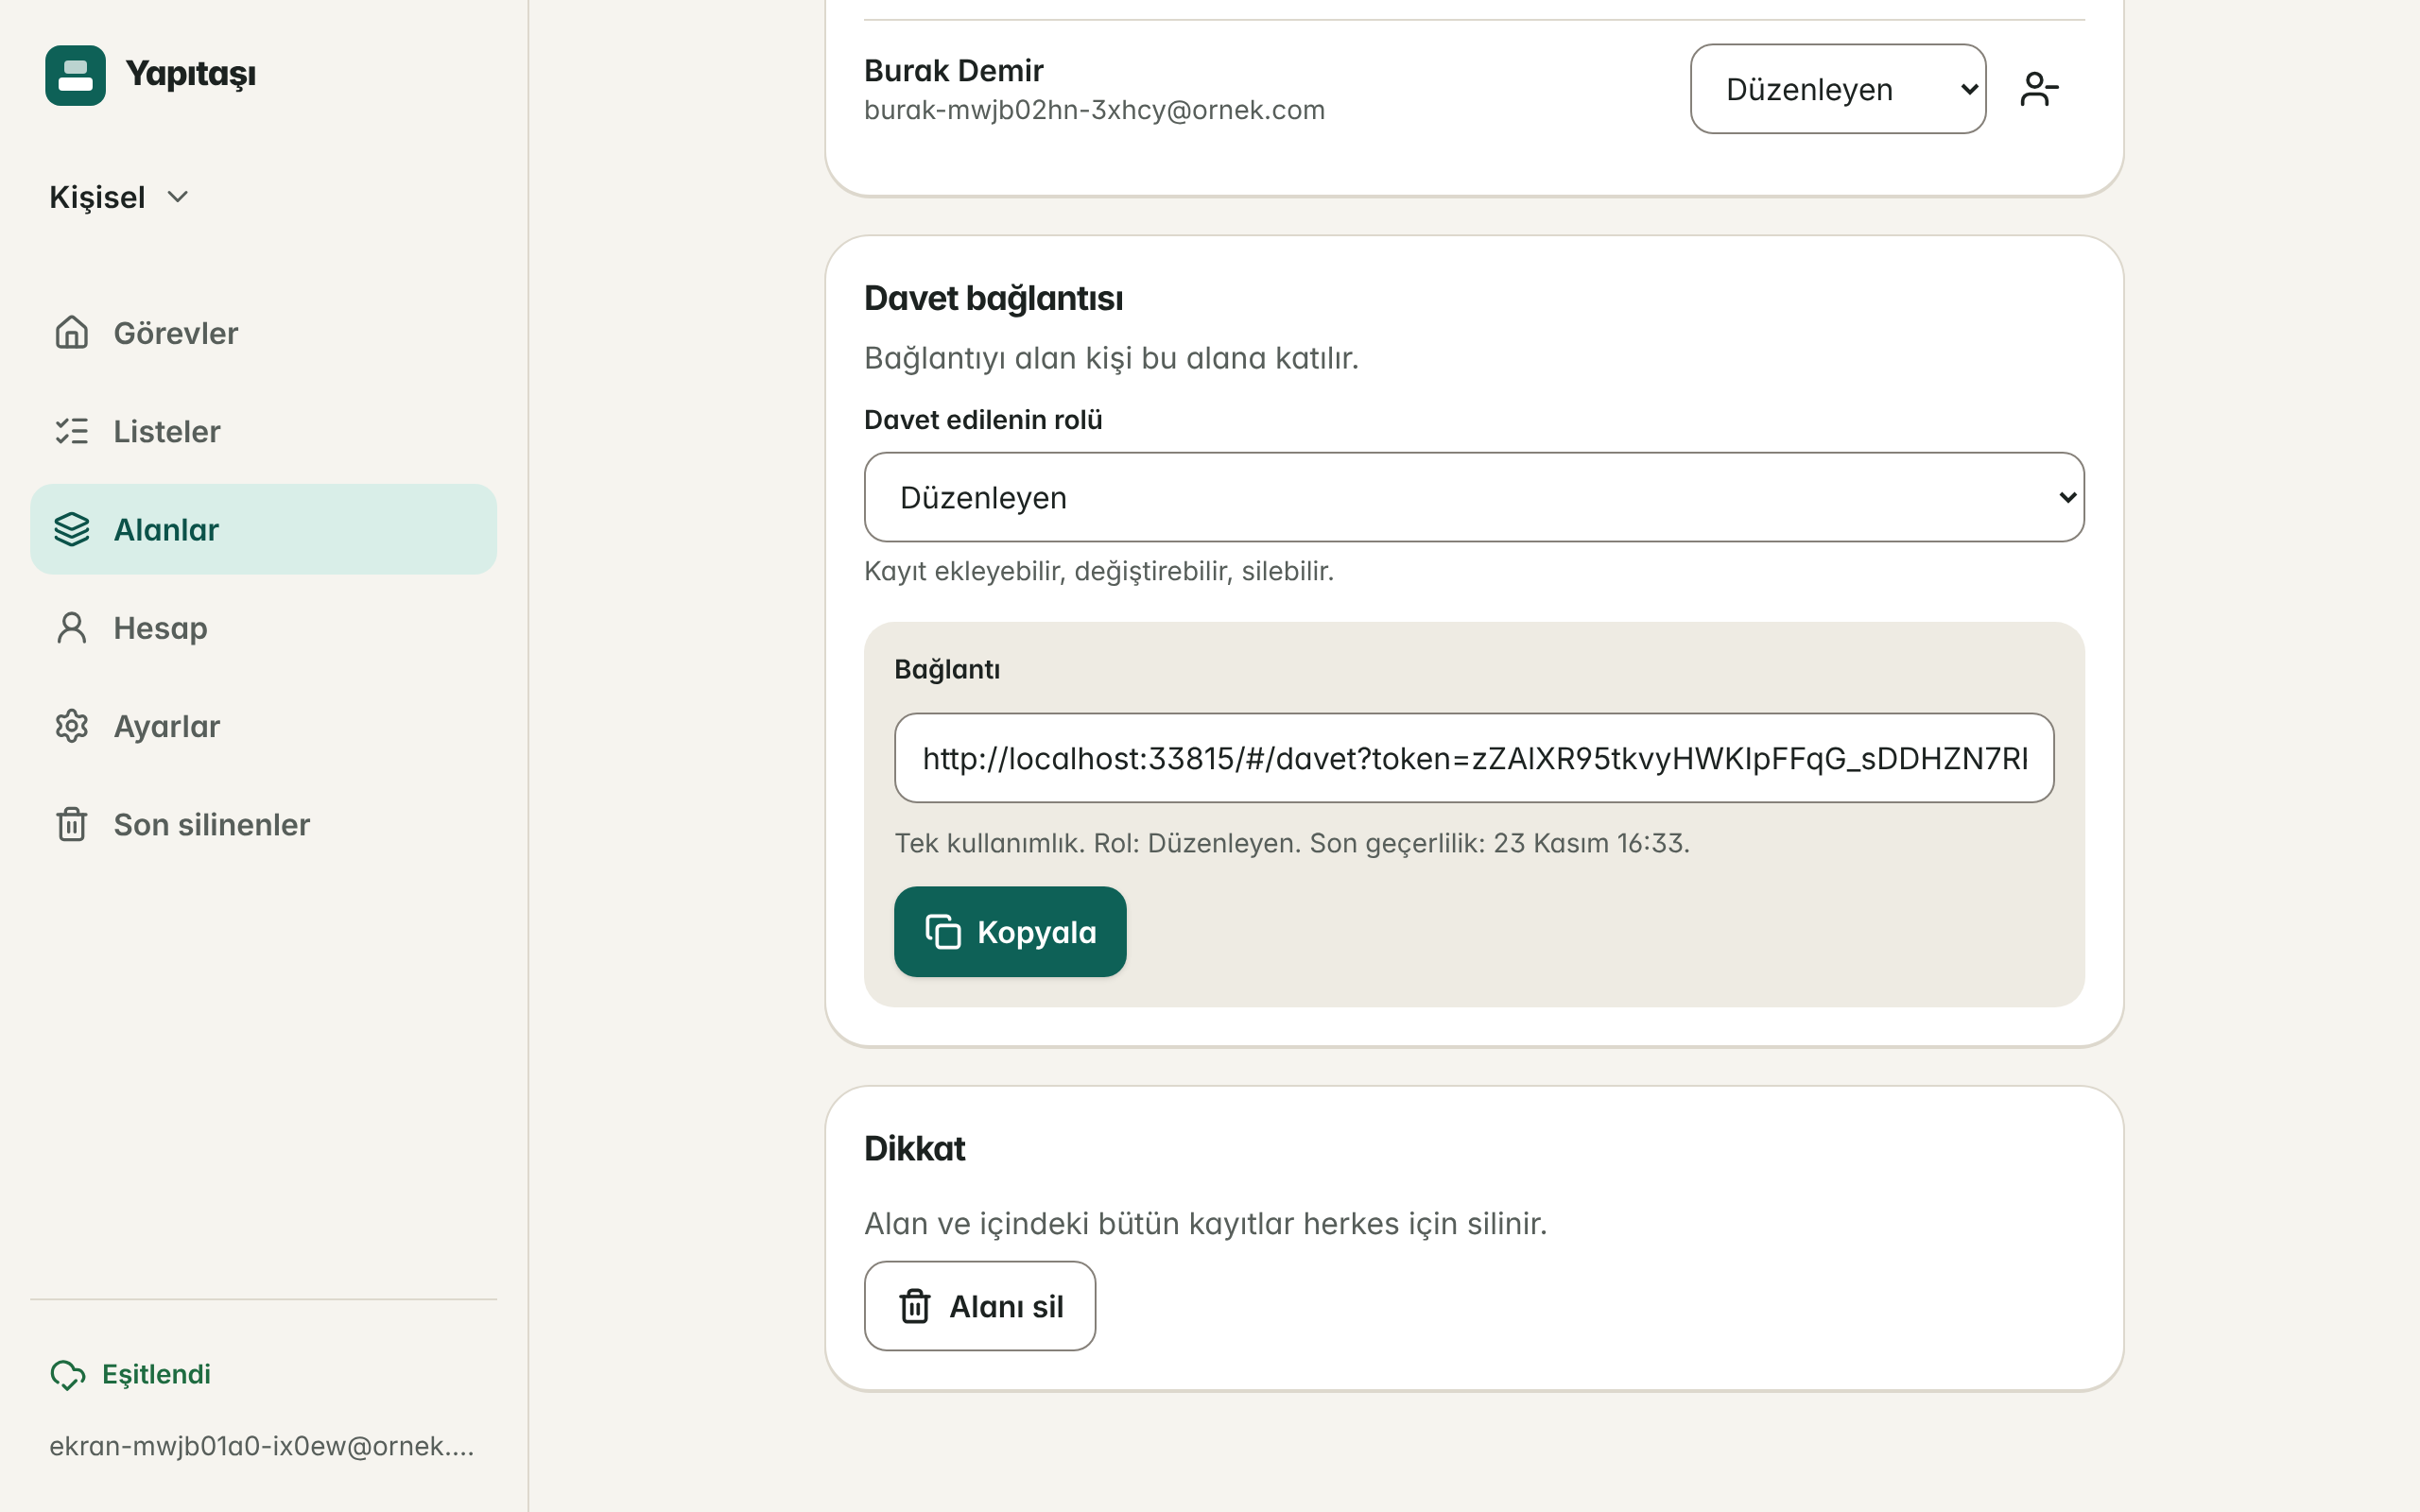 Yapıtaşı
Kişisel
Görevler
Listeler
Alanlar
Hesap
Ayarlar
Son silinenler
Eşitlendi
ekran-mwjb01a0-ix0ew@ornek....
Burak Demir
burak-mwjb02hn-3xhcy@ornek.com
Düzenleyen
Davet bağlantısı
Bağlantıyı alan kişi bu alana katılır.
Davet edilenin rolü
Düzenleyen
Kayıt ekleyebilir, değiştirebilir, silebilir.
Bağlantı
http://localhost:33815/#/davet?token=zZAlXR95tkvyHWKIpFFqG_sDDHZN7R
Tek kullanımlık. Rol: Düzenleyen. Son geçerlilik: 23 Kasım 16:33.
Kopyala
Dikkat
Alan ve içindeki bütün kayıtlar herkes için silinir.
Alanı sil